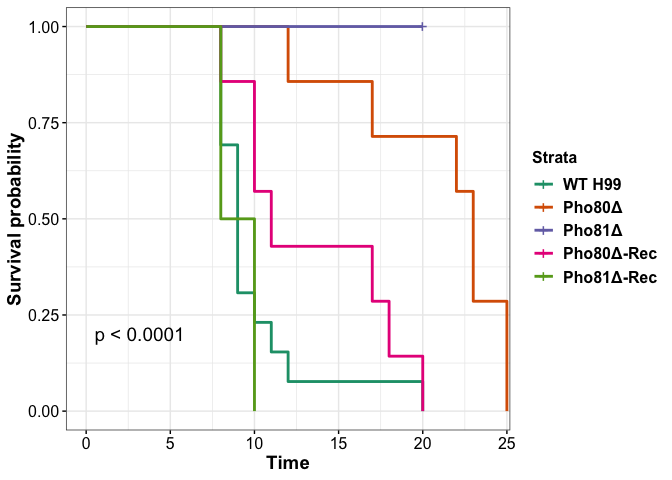 Survival probability
1.00
0.75
0.50
0.25
0.00
p < 0.0001
0 5 10 15 20 25
Time
Strata
WT H99
Pho80Δ
Pho81Δ
Pho80Δ-Rec
Pho81Δ-Rec